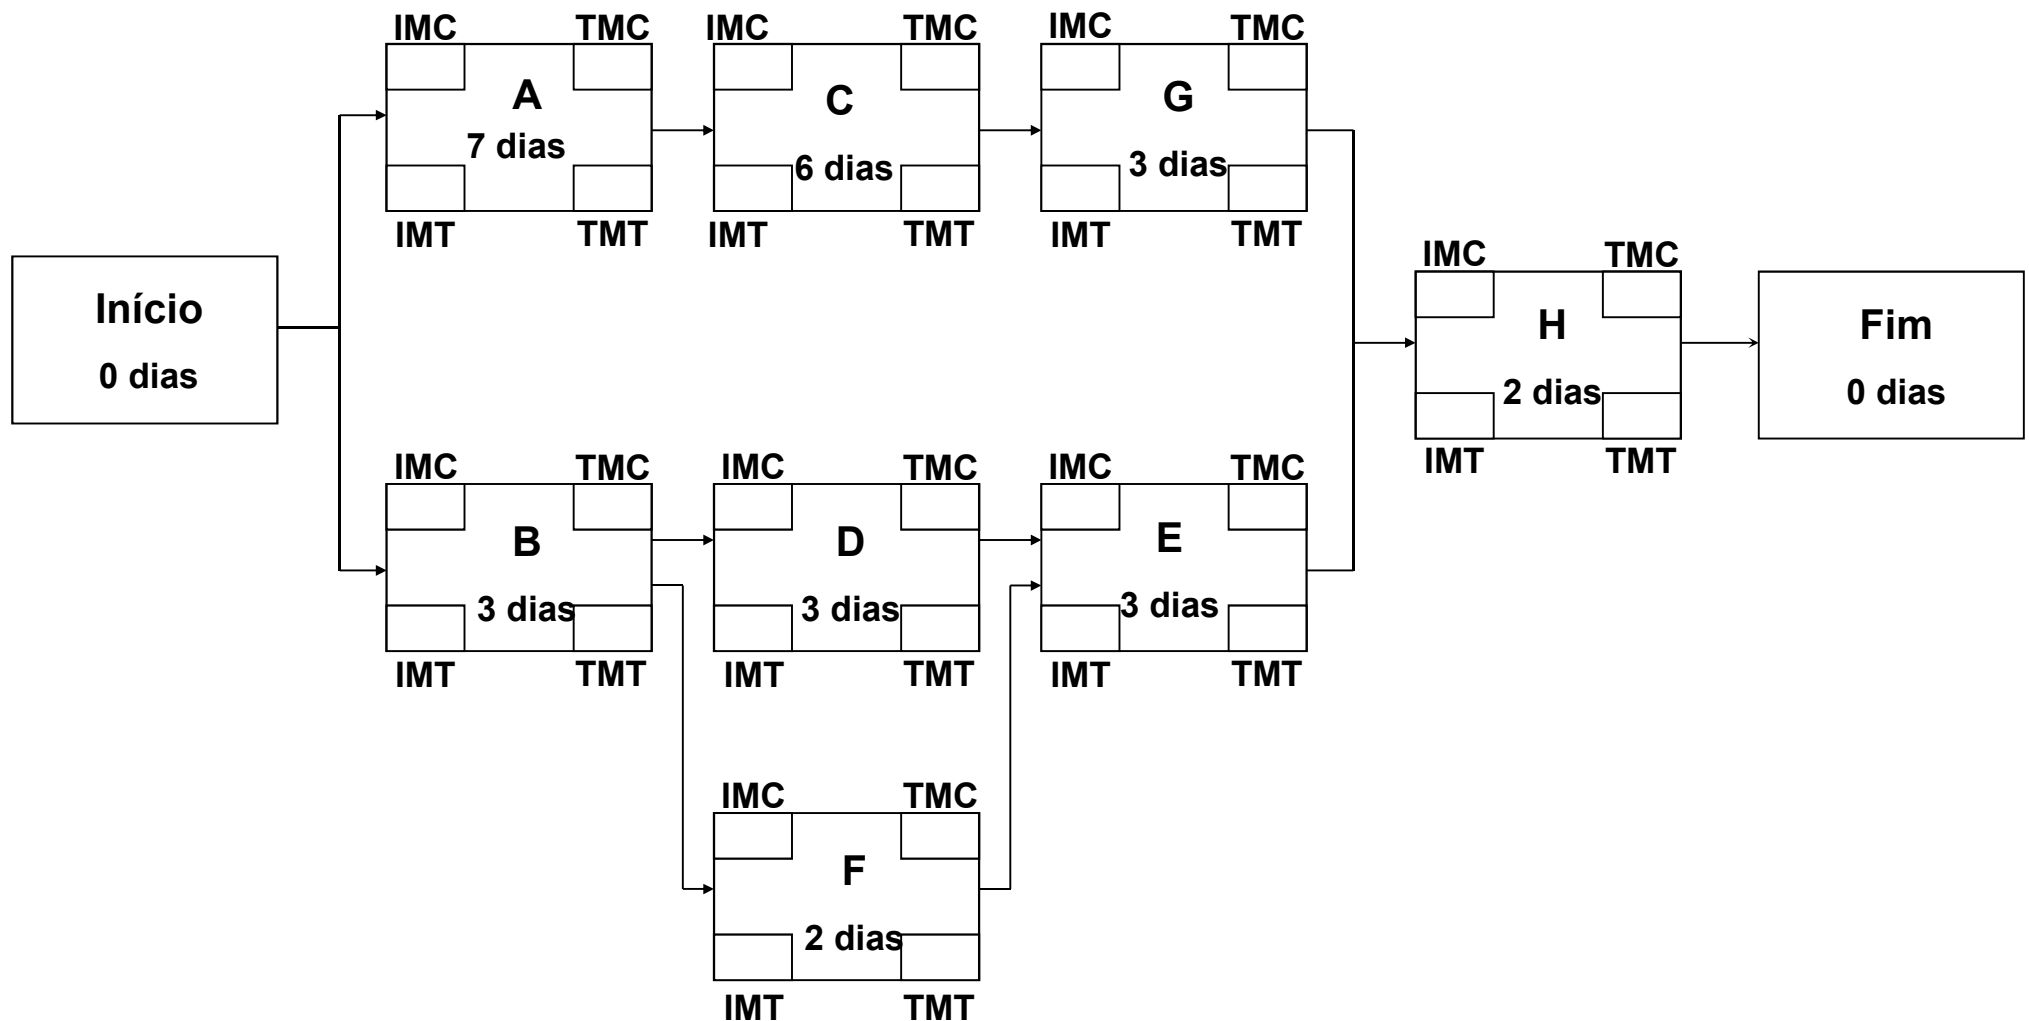 IMC TMC IMC TMC IMC TMC
A C G
7 dias 6 dias 3 dias
IMT TMT IMT TMT IMT TMT
IMC TMC
Início H Fim
0 dias 2 dias 0 dias
IMT TMT
IMC TMC IMC TMC IMC TMC
B D E
3 dias 3 dias 3 dias
IMT TMT IMT TMT IMT TMT
IMC TMC
F
2 dias
IMT TMT